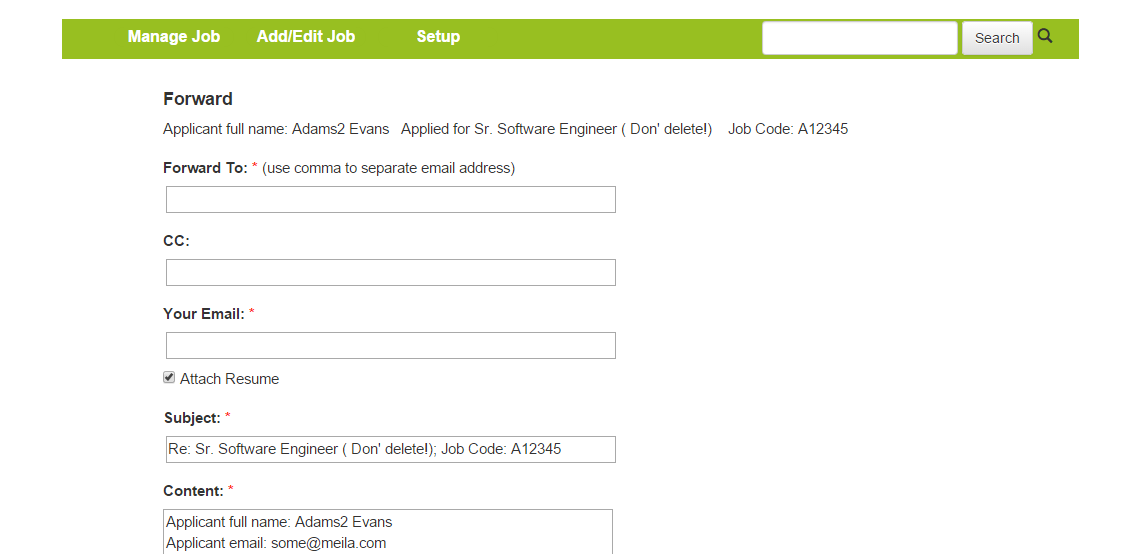 Manage Job Add/Edit Job Setup Search
Forward
Applicant full name: Adams2 Evans Applied for Sr. Software Engineer ( Don' delete!) Job Code: A12345
Forward To: * (use comma to separate email address)
CC:
Your Email: *
Attach Resume
Subject: *
Re: Sr. Software Engineer ( Don' delete!); Job Code: A12345
Content: *
Applicant full name: Adams2 Evans
Applicant email: some@meila.com